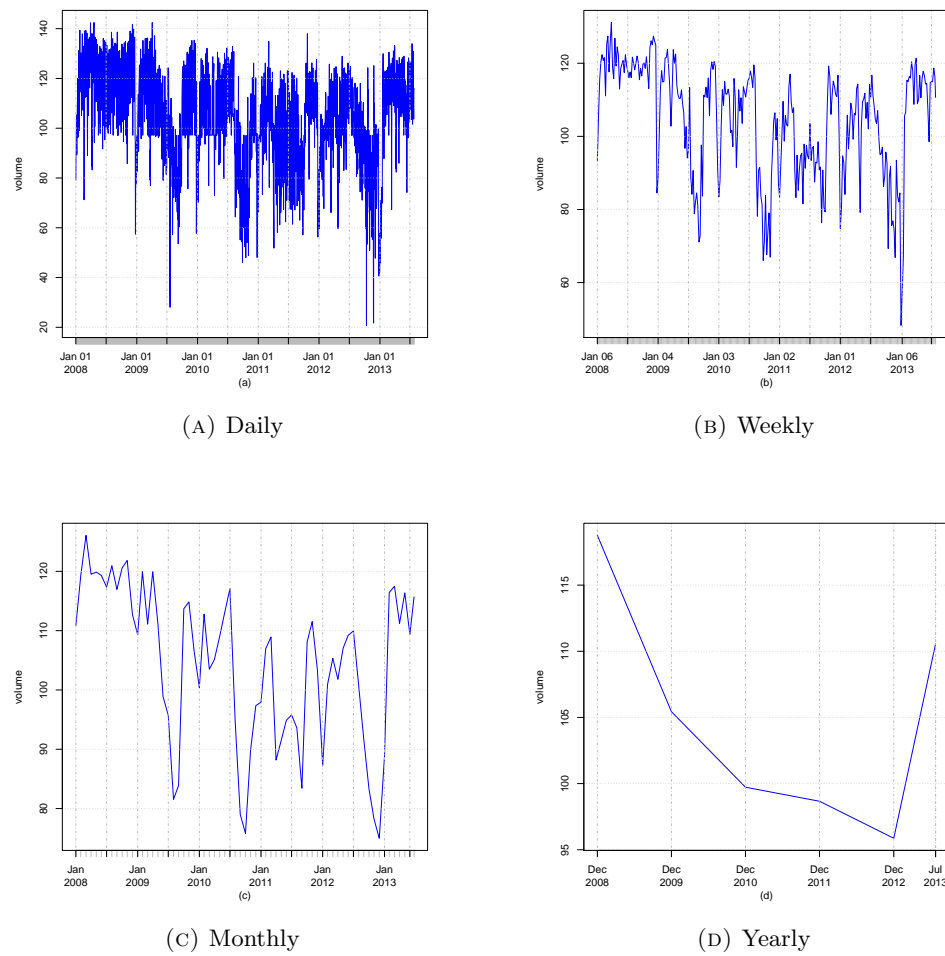 140
120
100
80
60
40
20
volume
Jan 01 Jan 01 Jan 01 Jan 01 Jan 01 Jan 01
2008 2009 2010 2011 2012 2013
(a)
(A) Daily
120
100
80
60
volume
Jan 06 Jan 04 Jan 03 Jan 02 Jan 01 Jan 06
2008 2009 2010 2011 2012 2013
(b)
(B) Weekly
120
110
100
90
80
volume
Jan Jan Jan Jan Jan Jan
2008 2009 2010 2011 2012 2013
(c)
(C) Monthly
115
110
105
100
95
volume
Dec Dec Dec Dec Dec Jul
2008 2009 2010 2011 2012 2013
(d)
(D) Yearly